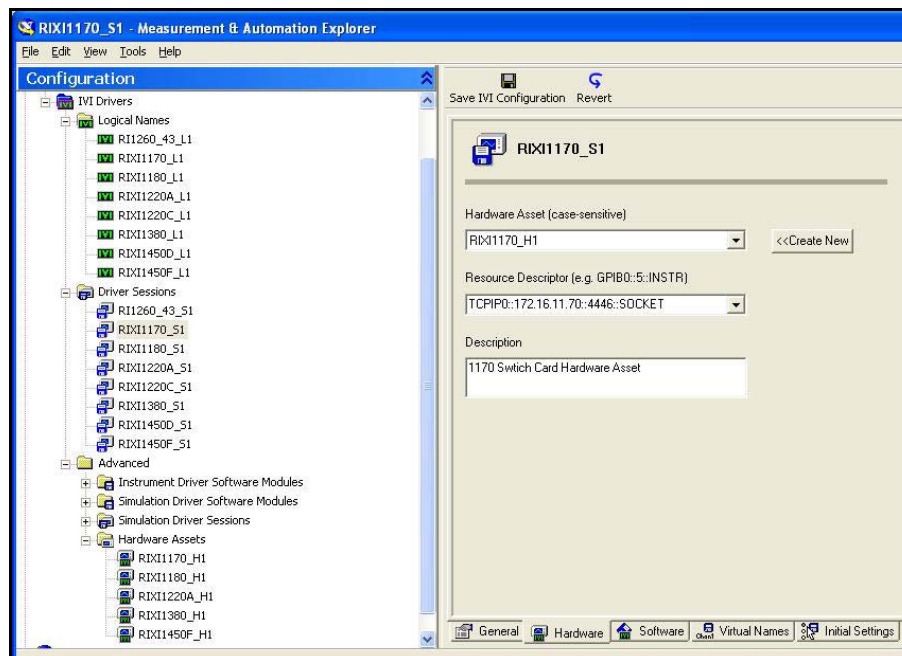 RIXI1170_S1 - Measurement & Automation Explorer
File Edit View Tools Help
Configuration
IVI Drivers
Logical Names
RI1260_43_L1
RIXI1170_L1
RIXI1180_L1
RIXI1220A_L1
RIXI1220C_L1
RIXI1380_L1
RIXI1450D_L1
RIXI1450F_L1
Driver Sessions
RI1260_43_S1
RIXI1170_S1
RIXI1180_S1
RIXI1220A_S1
RIXI1220C_S1
RIXI1380_S1
RIXI1450D_S1
RIXI1450F_S1
Advanced
Instrument Driver Software Modules
Simulation Driver Software Modules
Simulation Driver Sessions
Hardware Assets
RIXI1170_H1
RIXI1180_H1
RIXI1220A_H1
RIXI1380_H1
RIXI1450F_H1
Save IVI Configuration Revert
RIXI1170_S1
Hardware Asset (case-sensitive)
RIXI1170_H1
<<Create New
Resource Descriptor (e.g. GPIB0::5::INSTR)
TCPIP0::172.16.11.70::4446::SOCKET
Description
1170 Swtich Card Hardware Asset
General Hardware Software Virtual Names Initial Settings